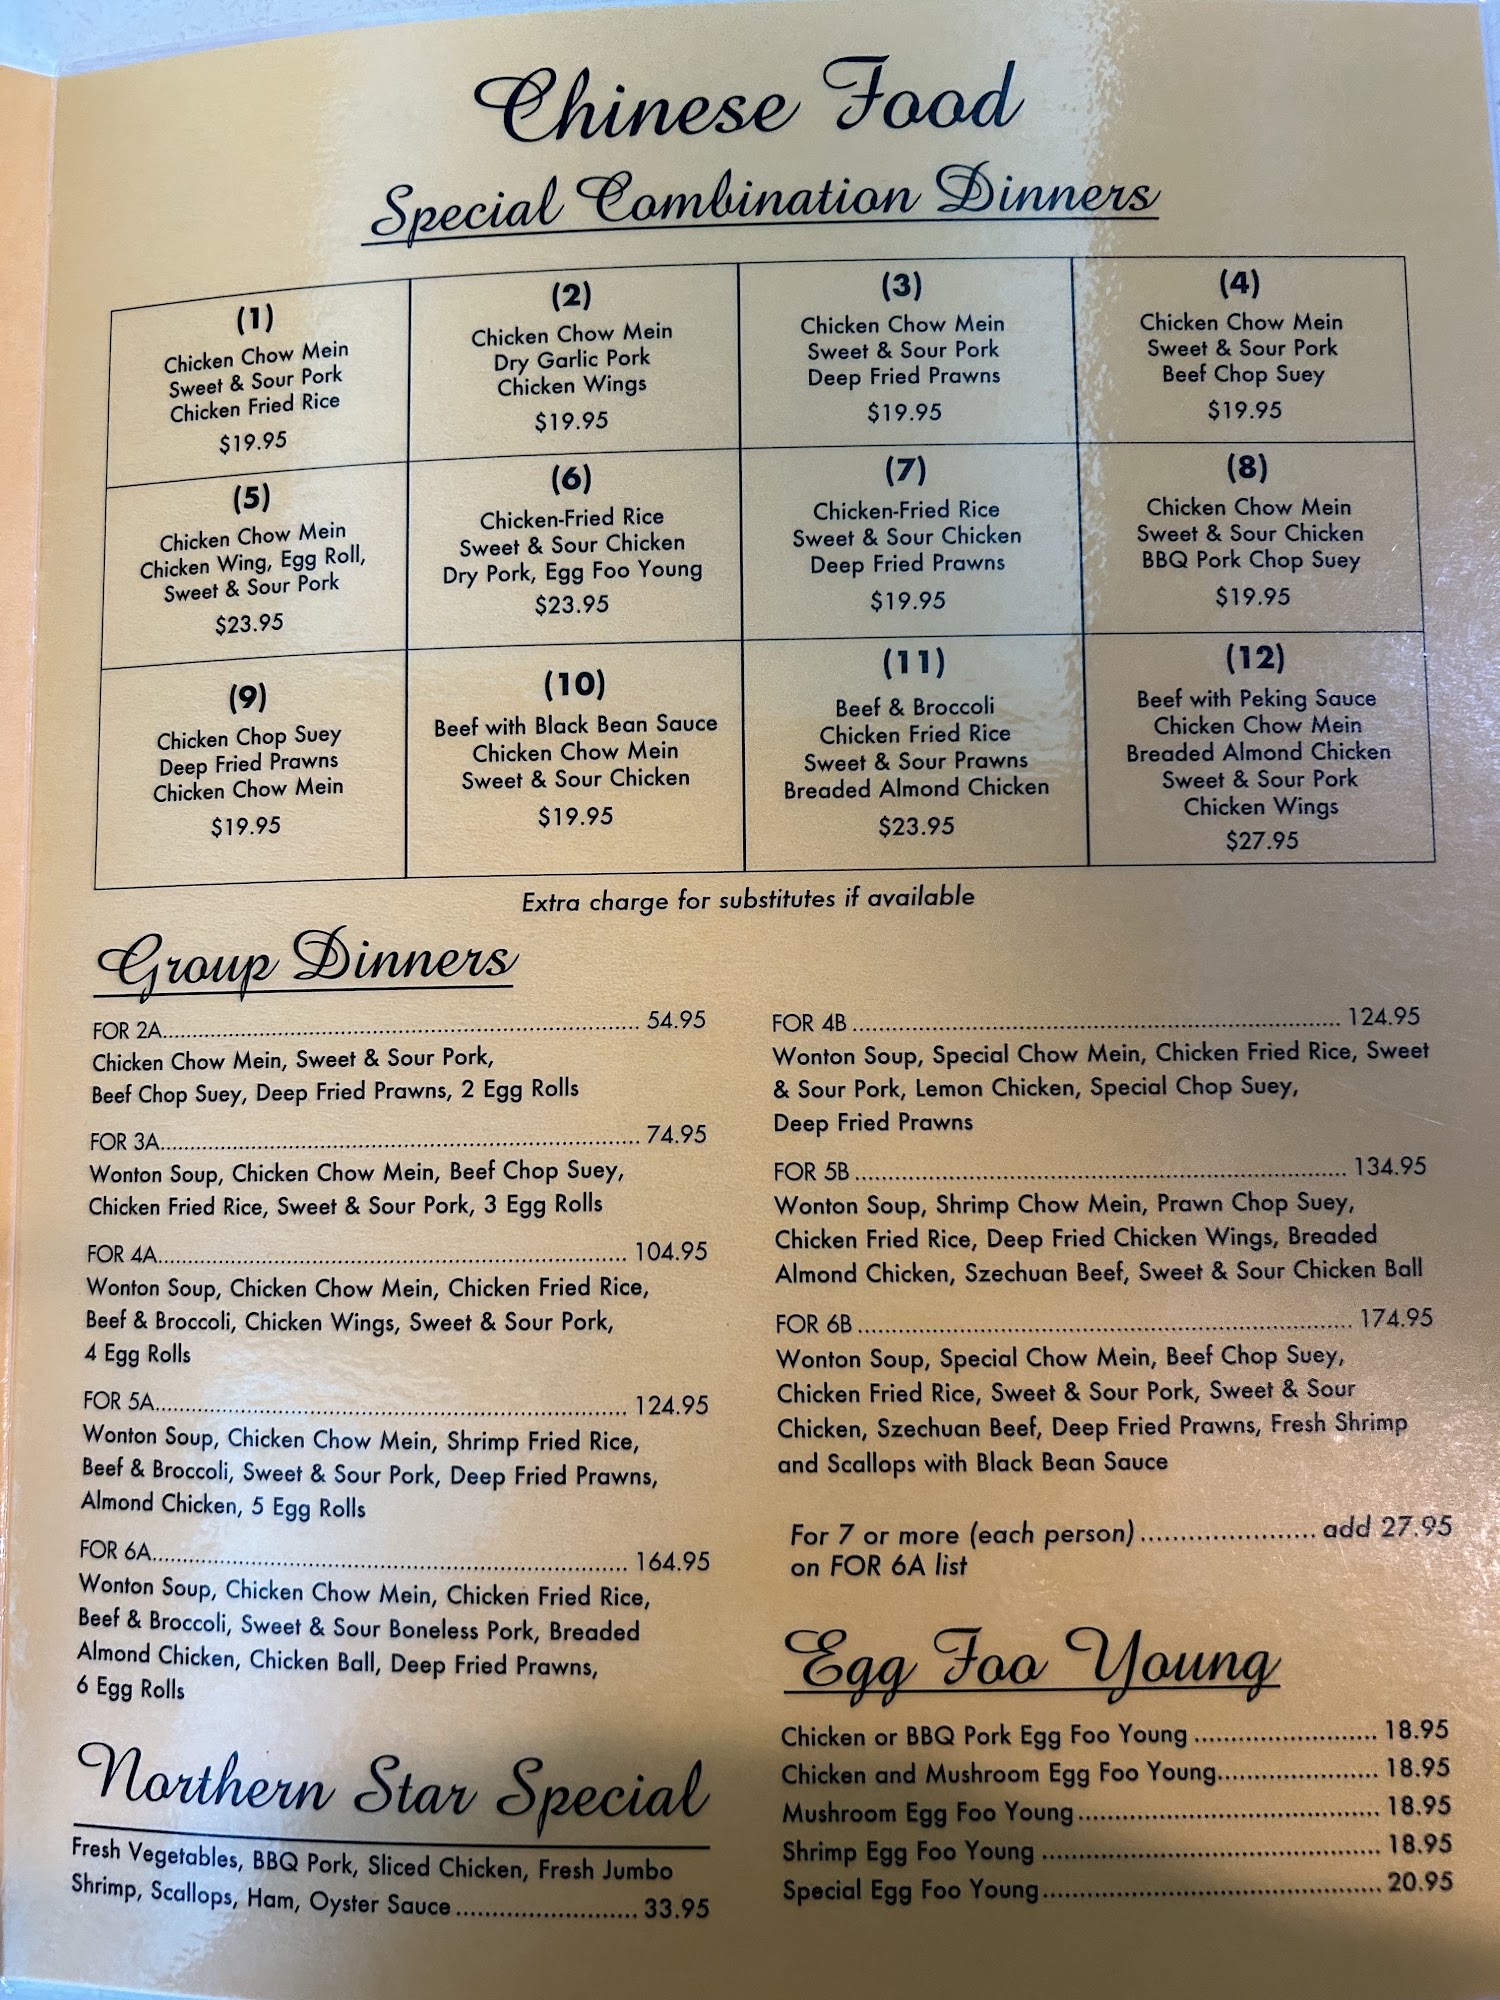 Chinese Food
Special Combination Dinners
(1)
Chicken Chow Mein
Sweet & Sour Pork
Chicken Fried Rice
$19.95
(2)
Chicken Chow Mein
Dry Garlic Pork
Chicken Wings
$19.95
(3)
Chicken Chow Mein
Sweet & Sour Pork
Deep Fried Prawns
$19.95
(4)
Chicken Chow Mein
Sweet & Sour Pork
Beef Chop Suey
$19.95
(5)
Chicken Chow Mein
Chicken Wing, Egg Roll,
Sweet & Sour Pork
$23.95
(6)
Chicken-Fried Rice
Sweet & Sour Chicken
Dry Pork, Egg Foo Young
$23.95
(7)
Chicken-Fried Rice
Sweet & Sour Chicken
Deep Fried Prawns
$19.95
(8)
Chicken Chow Mein
Sweet & Sour Chicken
BBQ Pork Chop Suey
$19.95
(9)
Chicken Chop Suey
Deep Fried Prawns
Chicken Chow Mein
$19.95
(10)
Beef with Black Bean Sauce
Chicken Chow Mein
Sweet & Sour Chicken
$19.95
(11)
Beef & Broccoli
Chicken Fried Rice
Sweet & Sour Prawns
Breaded Almond Chicken
$23.95
(12)
Beef with Peking Sauce
Chicken Chow Mein
Breaded Almond Chicken
Sweet & Sour Pork
Chicken Wings
$27.95
Extra charge for substitutes if available
Group Dinners
FOR 2A 54.95
Chicken Chow Mein, Sweet & Sour Pork,
Beef Chop Suey, Deep Fried Prawns, 2 Egg Rolls
FOR 3A 74.95
Wonton Soup, Chicken Chow Mein, Beef Chop Suey,
Chicken Fried Rice, Sweet & Sour Pork, 3 Egg Rolls
FOR 4A 104.95
Wonton Soup, Chicken Chow Mein, Chicken Fried Rice,
Beef & Broccoli, Chicken Wings, Sweet & Sour Pork,
4 Egg Rolls
FOR 5A 124.95
Wonton Soup, Chicken Chow Mein, Shrimp Fried Rice,
Beef & Broccoli, Sweet & Sour Pork, Deep Fried Prawns,
Almond Chicken, 5 Egg Rolls
FOR 6A 164.95
Wonton Soup, Chicken Chow Mein, Chicken Fried Rice,
Beef & Broccoli, Sweet & Sour Boneless Pork, Breaded
Almond Chicken, Chicken Ball, Deep Fried Prawns,
6 Egg Rolls
Northern Star Special
Fresh Vegetables, BBQ Pork, Sliced Chicken, Fresh Jumbo
Shrimp, Scallops, Ham, Oyster Sauce 33.95
FOR 4B 124.95
Wonton Soup, Special Chow Mein, Chicken Fried Rice, Sweet
& Sour Pork, Lemon Chicken, Special Chop Suey,
Deep Fried Prawns
FOR 5B 134.95
Wonton Soup, Shrimp Chow Mein, Prawn Chop Suey,
Chicken Fried Rice, Deep Fried Chicken Wings, Breaded
Almond Chicken, Szechuan Beef, Sweet & Sour Chicken Ball
FOR 6B 174.95
Wonton Soup, Special Chow Mein, Beef Chop Suey,
Chicken Fried Rice, Sweet & Sour Pork, Sweet & Sour
Chicken, Szechuan Beef, Deep Fried Prawns, Fresh Shrimp
and Scallops with Black Bean Sauce
For 7 or more (each person) add 27.95
on FOR 6A list
Egg Foo Young
Chicken or BBQ Pork Egg Foo Young 18.95
Chicken and Mushroom Egg Foo Young 18.95
Mushroom Egg Foo Young 18.95
Shrimp Egg Foo Young 18.95
Special Egg Foo Young 20.95